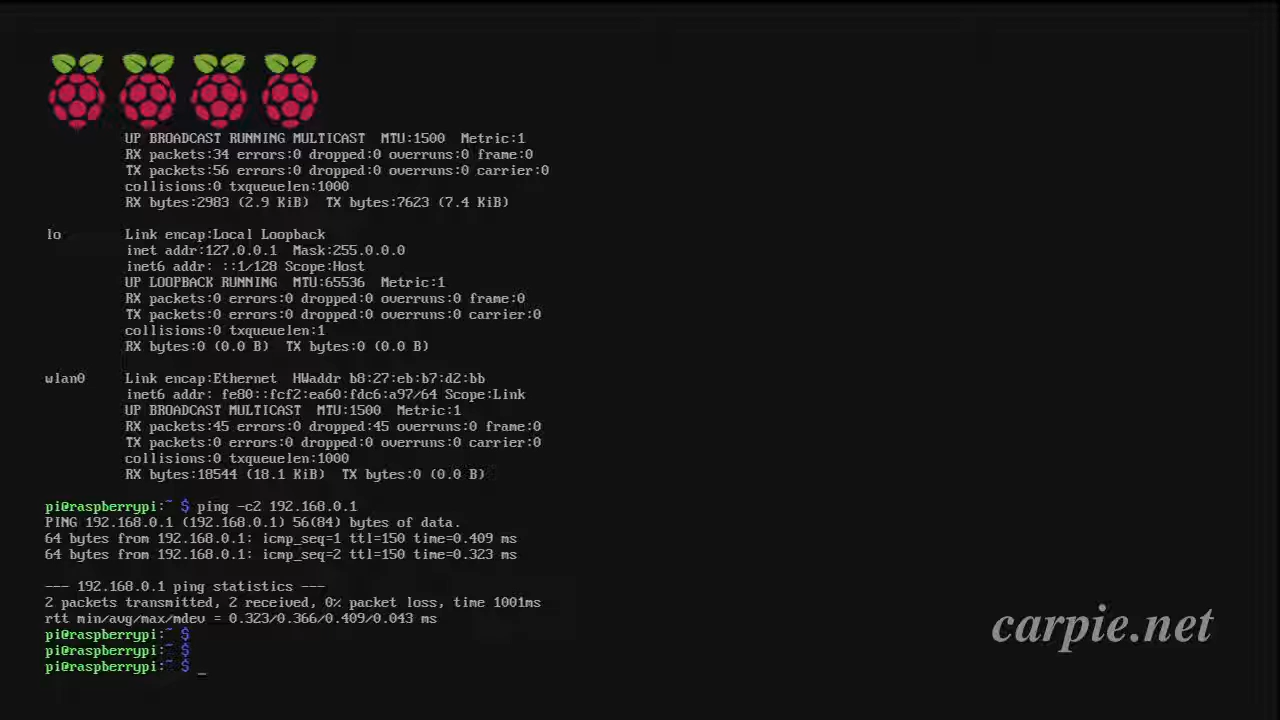 UP BROADCAST RUNNING MULTICAST  MTU:1500  Metric:1
RX packets:34 errors:0 dropped:0 overruns:0 frame:0
TX packets:56 errors:0 dropped:0 overruns:0 carrier:0
collisions:0 txqueuelen:1000
RX bytes:2983 (2.9 KiB)  TX bytes:7623 (7.4 KiB)
lo        Link encap:Local Loopback
inet addr:127.0.0.1  Mask:255.0.0.0
inet6 addr: ::1/128 Scope:Host
UP LOOPBACK RUNNING  MTU:65536  Metric:1
RX packets:0 errors:0 dropped:0 overruns:0 frame:0
TX packets:0 errors:0 dropped:0 overruns:0 carrier:0
collisions:0 txqueuelen:1
RX bytes:0 (0.0 B)  TX bytes:0 (0.0 B)
wlan0     Link encap:Ethernet  HWaddr b8:27:eb:b7:d2:bb
inet6 addr: fe80::fcf2:ea60:fdc6:a97/64 Scope:Link
UP BROADCAST MULTICAST  MTU:1500  Metric:1
RX packets:45 errors:0 dropped:45 overruns:0 frame:0
TX packets:0 errors:0 dropped:0 overruns:0 carrier:0
collisions:0 txqueuelen:1000
RX bytes:18544 (18.1 KiB)  TX bytes:0 (0.0 B)
pi@raspberrypi:~ $ ping -c2 192.168.0.1
PING 192.168.0.1 (192.168.0.1) 56(84) bytes of data.
64 bytes from 192.168.0.1: icmp_seq=1 ttl=150 time=0.409 ms
64 bytes from 192.168.0.1: icmp_seq=2 ttl=150 time=0.323 ms
--- 192.168.0.1 ping statistics ---
2 packets transmitted, 2 received, 0% packet loss, time 1001ms
rtt min/avg/max/mdev = 0.323/0.366/0.409/0.043 ms
pi@raspberrypi:~ $
pi@raspberrypi:~ $
pi@raspberrypi:~ $ _
carpie.net